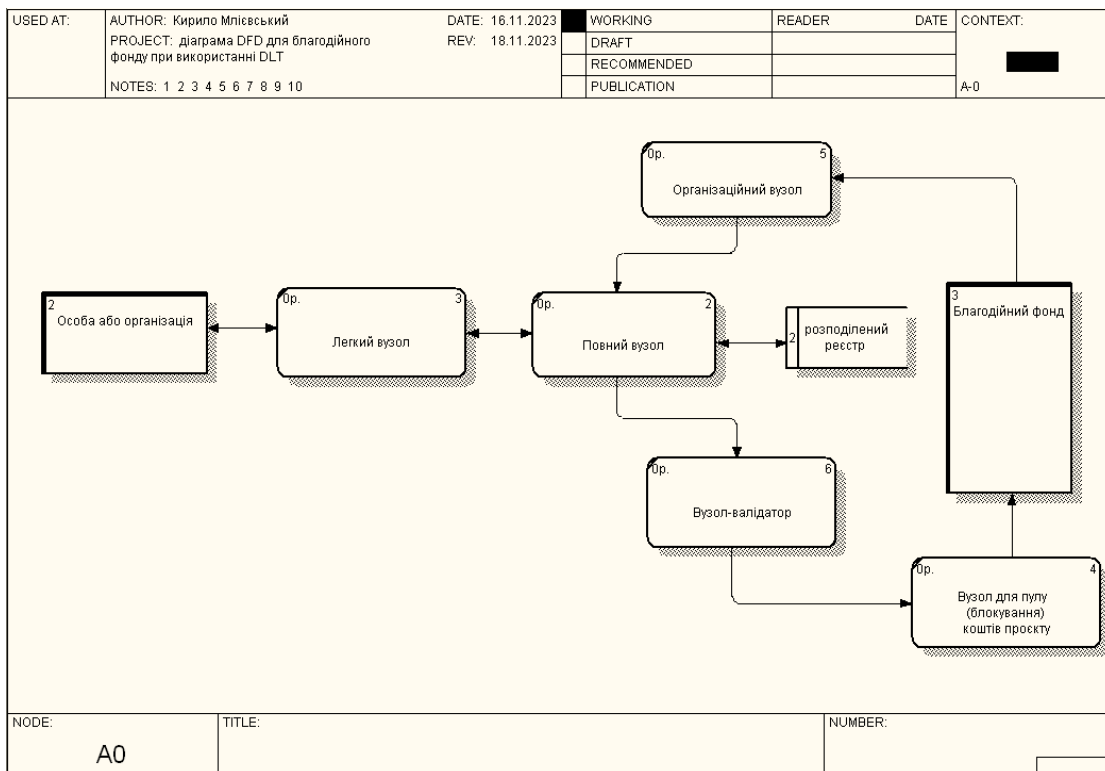 USED AT:
AUTHOR: Кирило Млієвський
DATE: 16.11.2023
WORKING
READER
DATE
CONTEXT:
PROJECT: діаграма DFD для благодійного
фонду при використанні DLT
REV: 18.11.2023
DRAFT
RECOMMENDED
NOTES: 1 2 3 4 5 6 7 8 9 10
PUBLICATION
A-0
0р.
5
Організаційний вузол
2
Особа або організація
0р.
3
Легкий вузол
0р.
2
Повний вузол
2
розподілений
реєстр
3
Благодійний фонд
0р.
6
Вузол-валідатор
0р.
4
Вузол для пулу
(блокування)
коштів проєкту
NODE:
A0
TITLE:
NUMBER: